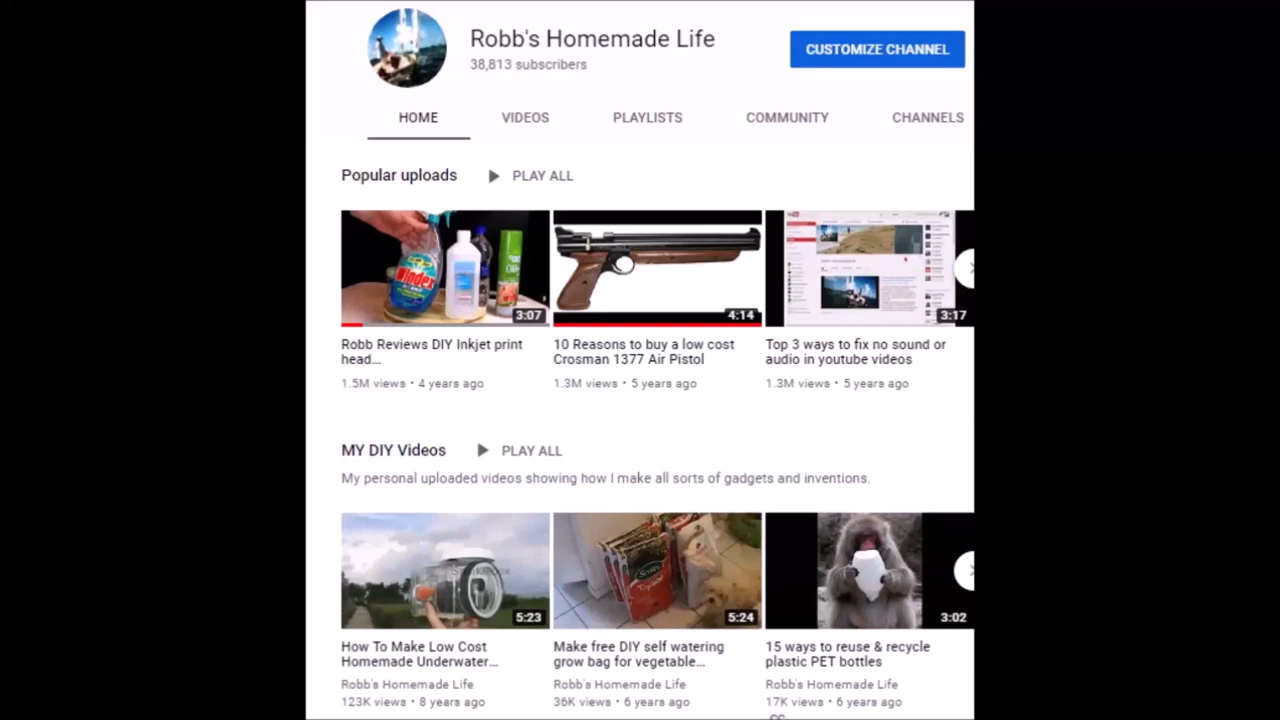 Robb's Homemade Life
38,813 subscribers
CUSTOMIZE CHANNEL
HOME VIDEOS PLAYLISTS COMMUNITY CHANNELS
Popular uploads PLAY ALL
Windex
3:07
4:14
3:17
Robb Reviews DIY Inkjet print
head...
1.5M views • 4 years ago
10 Reasons to buy a low cost
Crosman 1377 Air Pistol
1.3M views • 5 years ago
Top 3 ways to fix no sound or
audio in youtube videos
1.3M views • 5 years ago
MY DIY Videos PLAY ALL
My personal uploaded videos showing how I make all sorts of gadgets and inventions.
5:23
5:24
3:02
How To Make Low Cost
Homemade Underwater...
Robb's Homemade Life
123K views • 8 years ago
Make free DIY self watering
grow bag for vegetable...
Robb's Homemade Life
36K views • 6 years ago
15 ways to reuse & recycle
plastic PET bottles
Robb's Homemade Life
17K views • 6 years ago